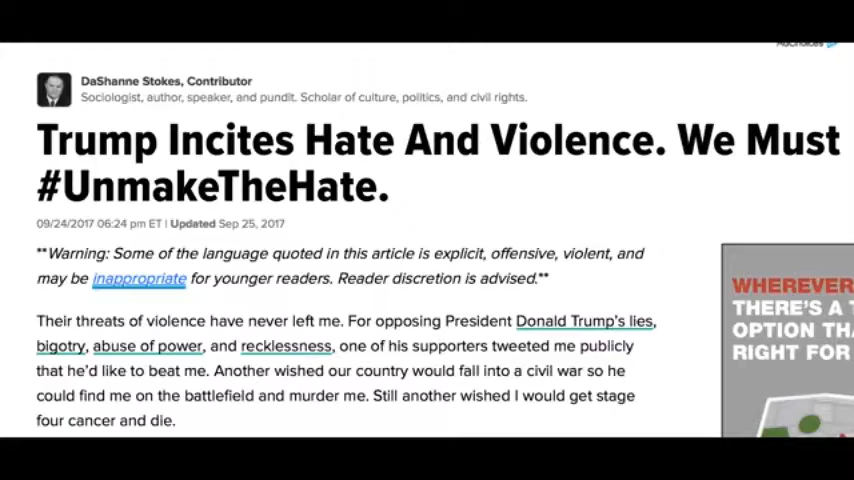 AdChoices
DaShanne Stokes, Contributor
Sociologist, author, speaker, and pundit. Scholar of culture, politics, and civil rights.
Trump Incites Hate And Violence. We Must
#UnmakeTheHate.
09/24/2017 06:24 pm ET | Updated Sep 25, 2017
**Warning: Some of the language quoted in this article is explicit, offensive, violent, and
may be inappropriate for younger readers. Reader discretion is advised.**
Their threats of violence have never left me. For opposing President Donald Trump's lies,
bigotry, abuse of power, and recklessness, one of his supporters tweeted me publicly
that he'd like to beat me. Another wished our country would fall into a civil war so he
could find me on the battlefield and murder me. Still another wished I would get stage
four cancer and die.
WHEREVER
THERE'S A
OPTION THA
RIGHT FOR